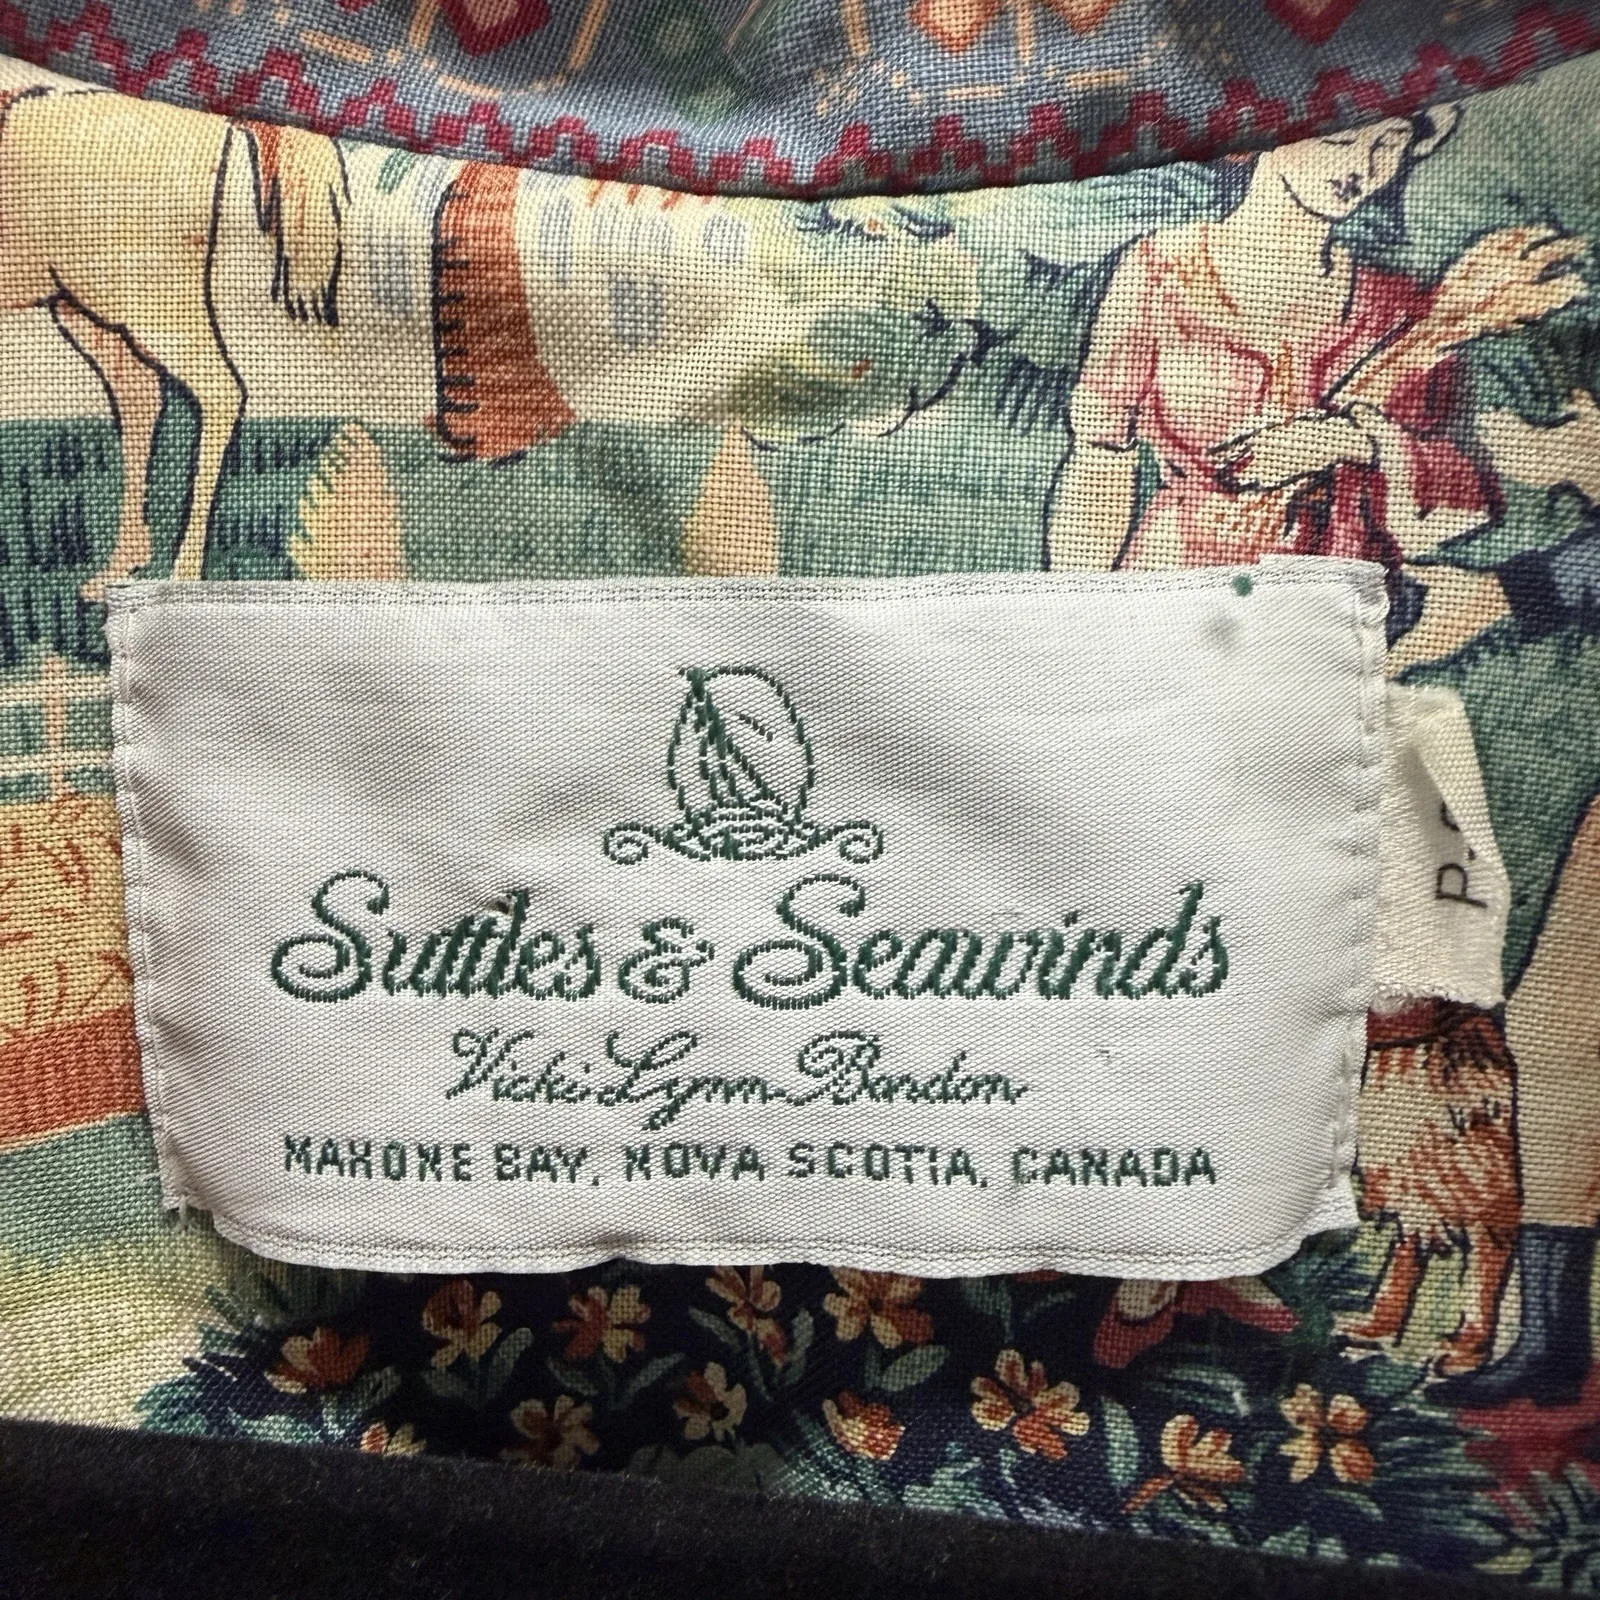 Suttles & Seawinds
Vicki Lynn Bardon
MAHONE BAY, NOVA SCOTIA, CANADA
P.